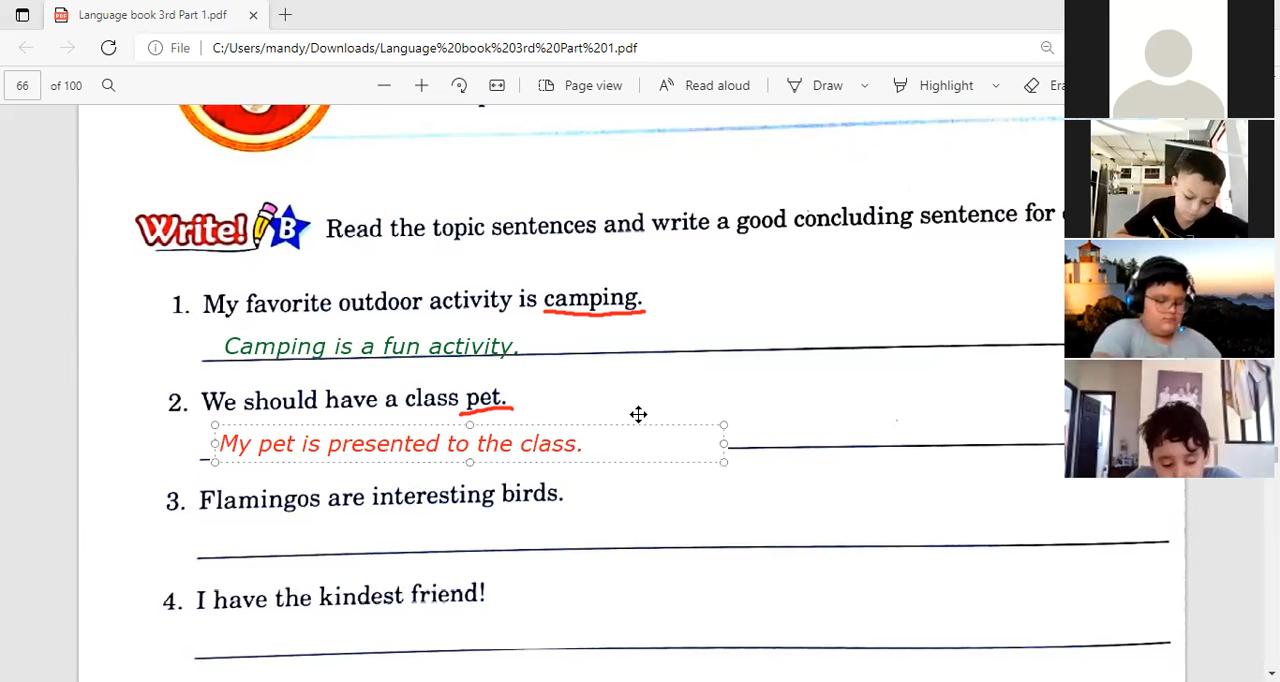 Language book 3rd Part 1.pdf
File C:/Users/mandy/Downloads/Language%20book%203rd%20Part%201.pdf
66 of 100 Page view Read aloud Draw Highlight Era
Write! B Read the topic sentences and write a good concluding sentence for
1. My favorite outdoor activity is camping.
Camping is a fun activity.
2. We should have a class pet.
My pet is presented to the class.
3. Flamingos are interesting birds.
4. I have the kindest friend!